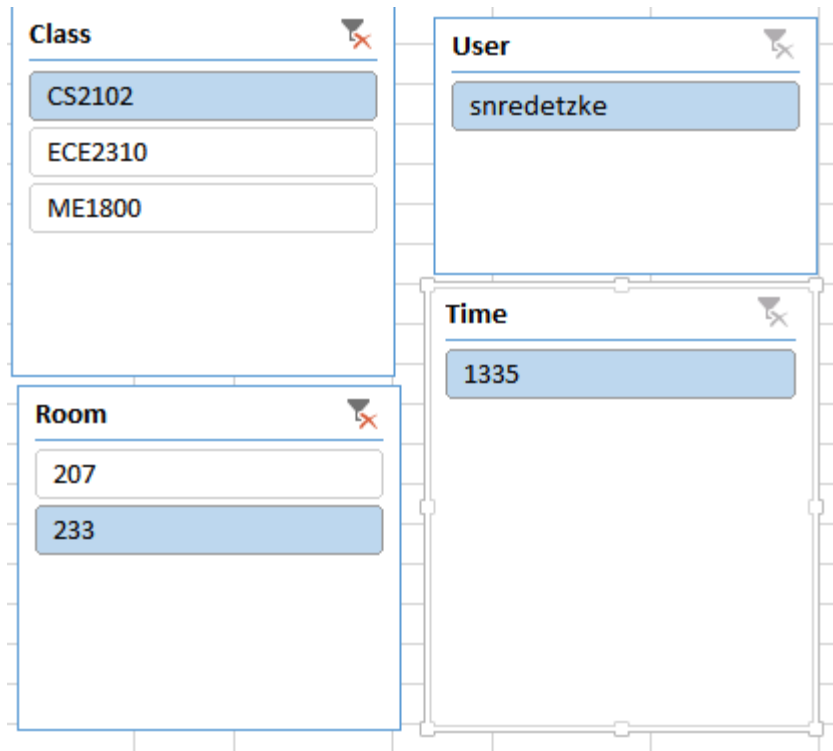 Class
CS2102
ECE2310
ME1800
User
snredetzke
Room
207
233
Time
1335